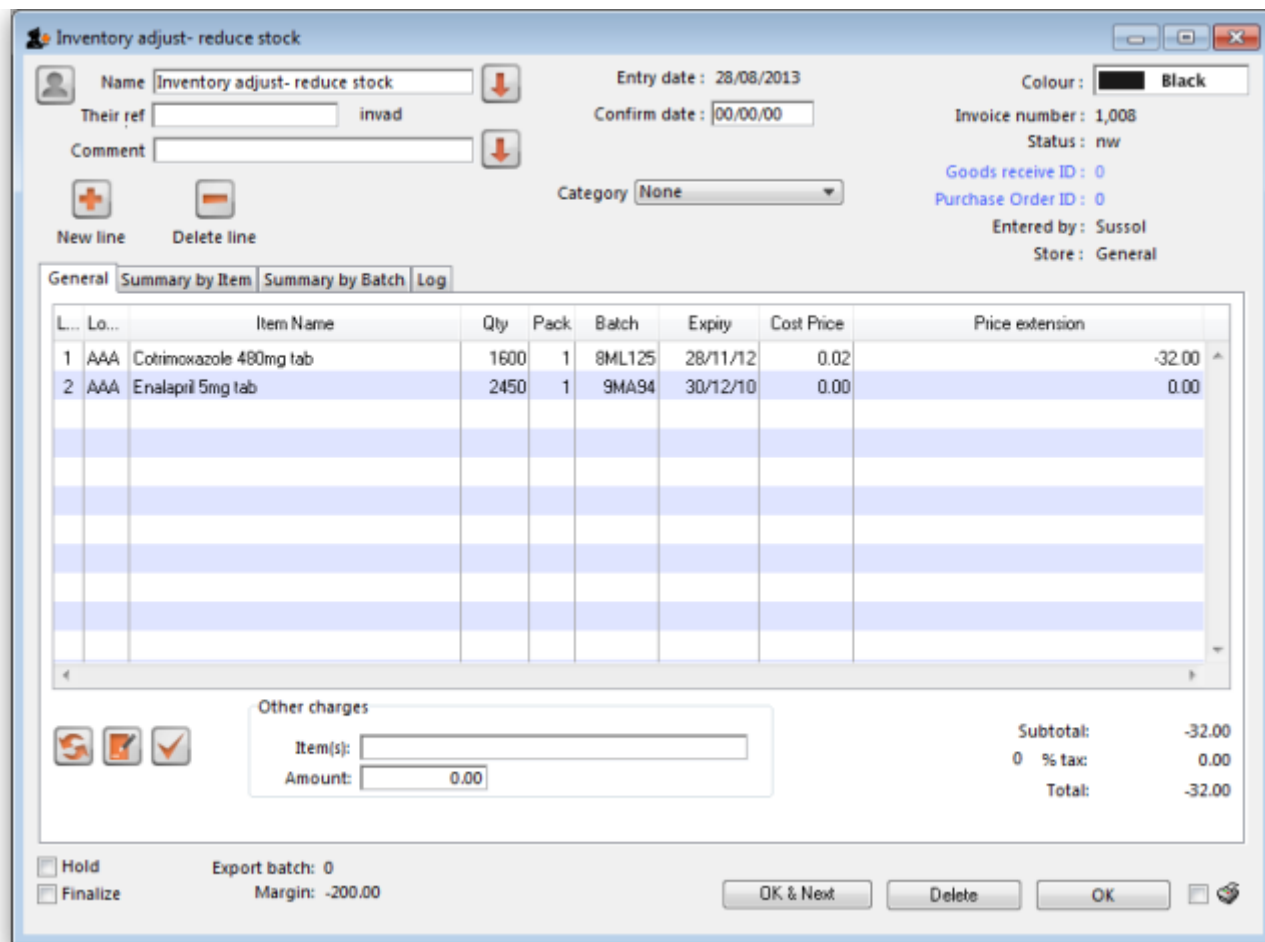 Inventory adjust- reduce stock
Name Inventory adjust- reduce stock
Entry date : 28/08/2013
Colour : Black
Their ref
invad
Confirm date : 00/00/00
Invoice number : 1,008
Comment
Status : nw
Goods receive ID : 0
Category None
Purchase Order ID : 0
New line Delete line
Entered by : Sussol
Store : General
General Summary by Item Summary by Batch Log
L... Lo... Item Name Qty Pack Batch Expiry Cost Price Price extension
1 AAA Cotrimoxazole 480mg tab 1600 1 8ML125 28/11/12 0.02 -32.00
2 AAA Enalapril 5mg tab 2450 1 9MA94 30/12/10 0.00 0.00
Other charges
Item(s):
Amount: 0.00
Subtotal: -32.00
0 % tax: 0.00
Total: -32.00
Hold
Export batch: 0
Finalize
Margin: -200.00
OK & Next Delete OK